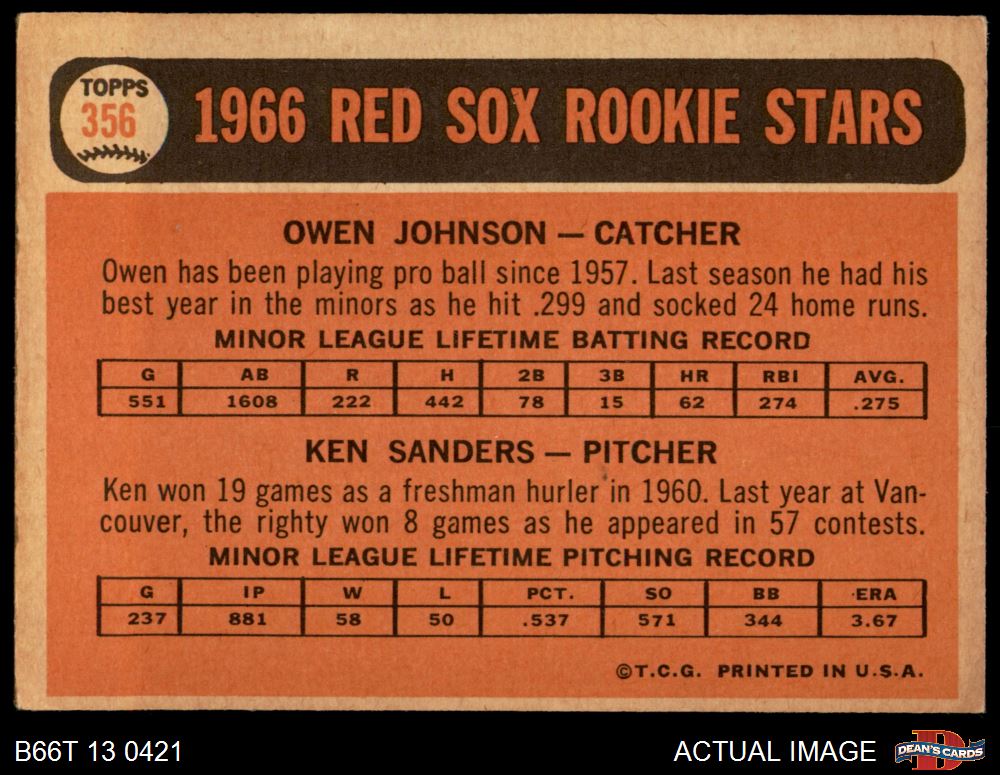 TOPPS
356
1966 RED SOX ROOKIE STARS
OWEN JOHNSON — CATCHER
Owen has been playing pro ball since 1957. Last season he had his
best year in the minors as he hit .299 and socked 24 home runs.
MINOR LEAGUE LIFETIME BATTING RECORD
G AB R H 2B 3B HR RBI AVG.
551 1608 222 442 78 15 62 274 .275
KEN SANDERS — PITCHER
Ken won 19 games as a freshman hurler in 1960. Last year at Van-
couver, the righty won 8 games as he appeared in 57 contests.
MINOR LEAGUE LIFETIME PITCHING RECORD
G IP W L PCT. SO BB ERA
237 881 58 50 .537 571 344 3.67
©T.C.G. PRINTED IN U.S.A.
B66T 13 0421
ACTUAL IMAGE
D
DEAN'S CARDS